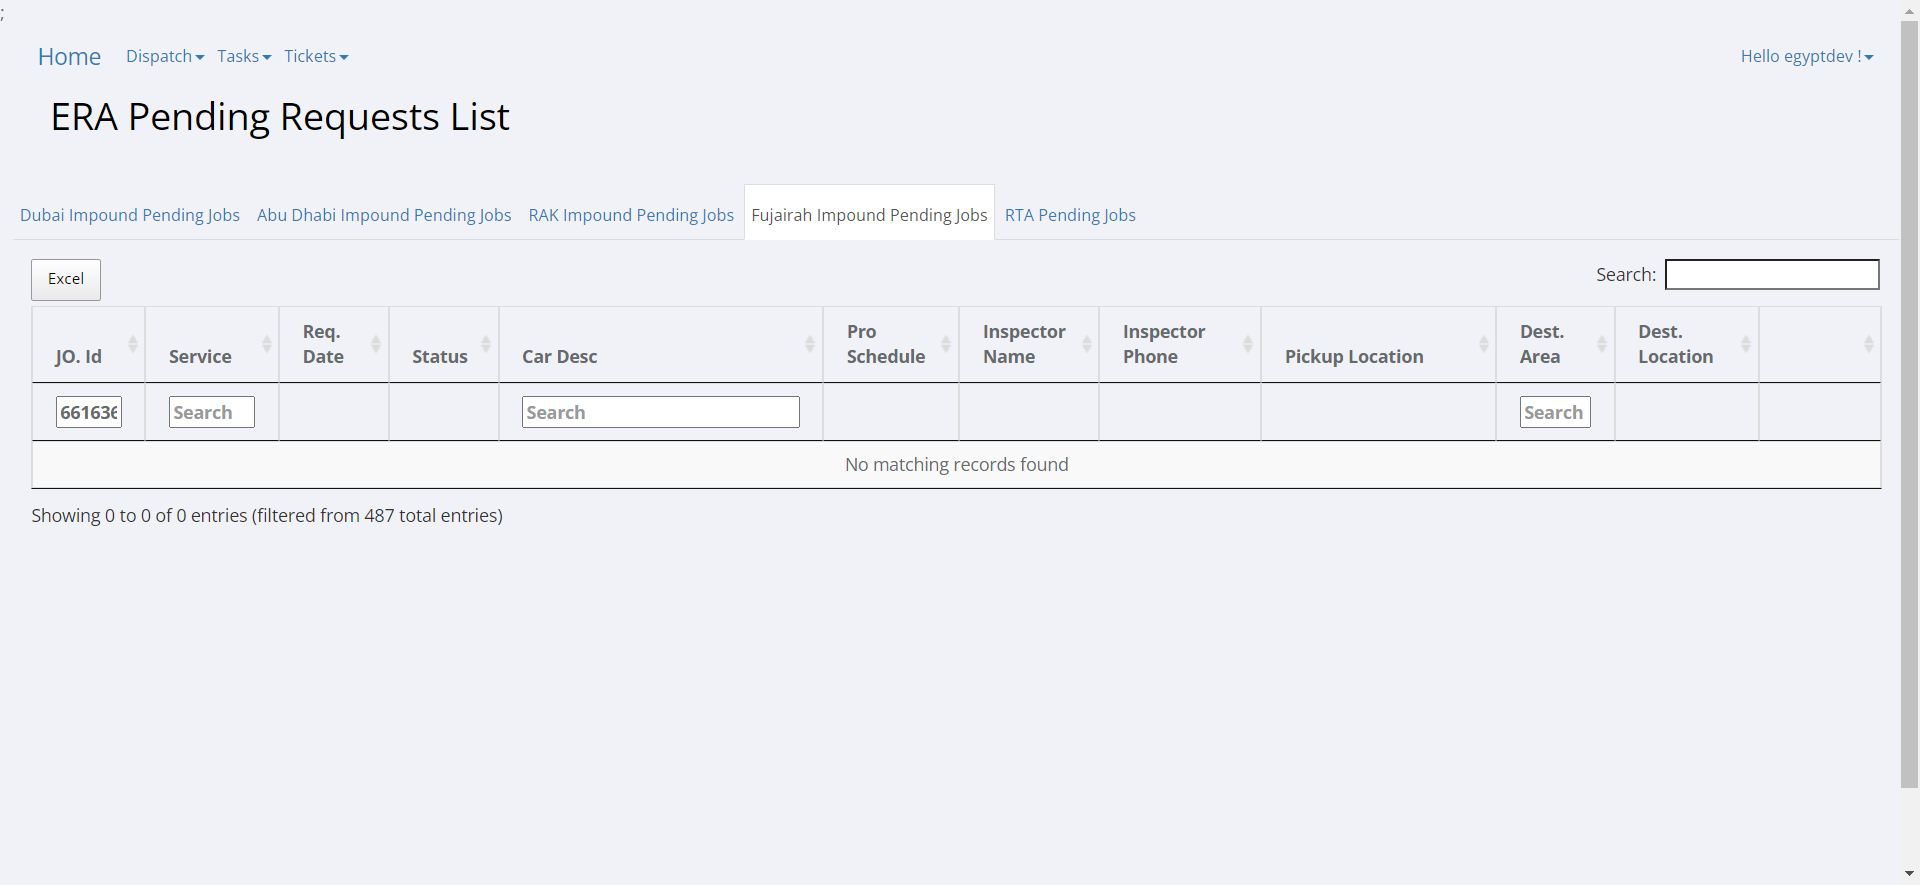 ;
Home Dispatch Tasks Tickets Hello egyptdev !
ERA Pending Requests List
Dubai Impound Pending Jobs Abu Dhabi Impound Pending Jobs RAK Impound Pending Jobs Fujairah Impound Pending Jobs RTA Pending Jobs
Excel Search:
JO. Id Service Req. Date Status Car Desc Pro Schedule Inspector Name Inspector Phone Pickup Location Dest. Area Dest. Location
661636 Search Search Search
No matching records found
Showing 0 to 0 of 0 entries (filtered from 487 total entries)